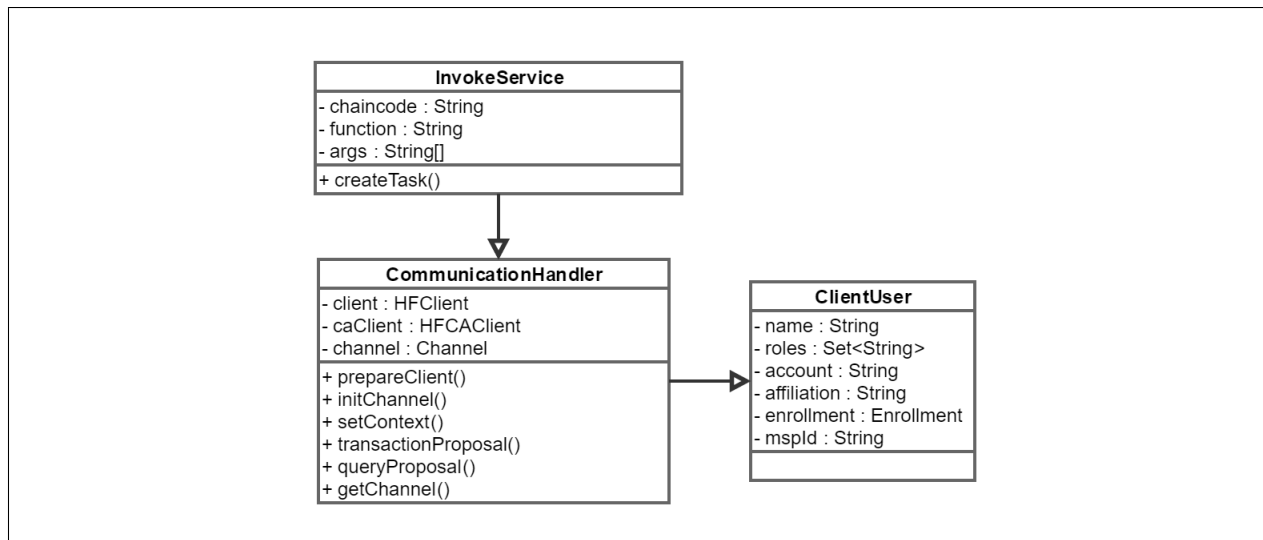 InvokeService
- chaincode : String
- function : String
- args : String[]
+ createTask()
CommunicationHandler
- client : HFClient
- caClient : HFCAClient
- channel : Channel
+ prepareClient()
+ initChannel()
+ setContext()
+ transactionProposal()
+ queryProposal()
+ getChannel()
ClientUser
- name : String
- roles : Set<String>
- account : String
- affiliation : String
- enrollment : Enrollment
- mspId : String